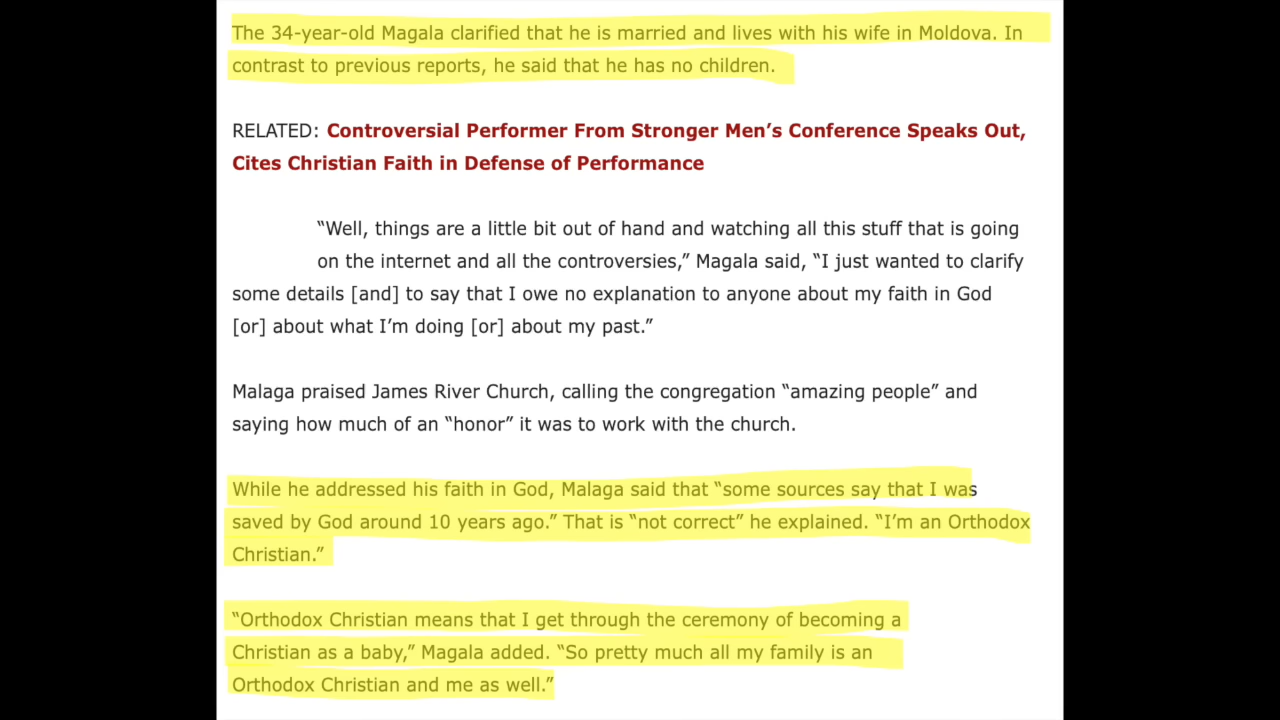 The 34-year-old Magala clarified that he is married and lives with his wife in Moldova. In
contrast to previous reports, he said that he has no children.
RELATED: Controversial Performer From Stronger Men’s Conference Speaks Out,
Cites Christian Faith in Defense of Performance
“Well, things are a little bit out of hand and watching all this stuff that is going
on the internet and all the controversies,” Magala said, “I just wanted to clarify
some details [and] to say that I owe no explanation to anyone about my faith in God
[or] about what I’m doing [or] about my past.”
Malaga praised James River Church, calling the congregation “amazing people” and
saying how much of an “honor” it was to work with the church.
While he addressed his faith in God, Malaga said that “some sources say that I was
saved by God around 10 years ago.” That is “not correct” he explained. “I’m an Orthodox
Christian.”
“Orthodox Christian means that I get through the ceremony of becoming a
Christian as a baby,” Magala added. “So pretty much all my family is an
Orthodox Christian and me as well.”